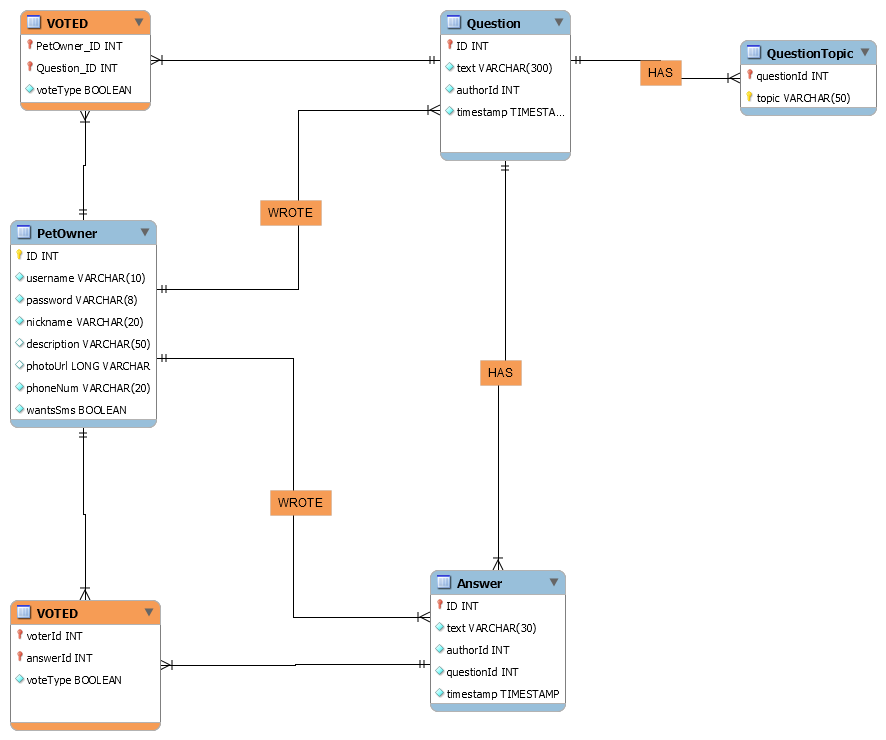 VOTED
PetOwner_ID INT
Question_ID INT
voteType BOOLEAN
Question
ID INT
text VARCHAR(300)
authorId INT
timestamp TIMESTA...
HAS
QuestionTopic
questionId INT
topic VARCHAR(50)
WROTE
PetOwner
ID INT
username VARCHAR(10)
password VARCHAR(8)
nickname VARCHAR(20)
description VARCHAR(50)
photoUrl LONG VARCHAR
phoneNum VARCHAR(20)
wantsSms BOOLEAN
HAS
WROTE
VOTED
voterId INT
answerId INT
voteType BOOLEAN
Answer
ID INT
text VARCHAR(30)
authorId INT
questionId INT
timestamp TIMESTAMP